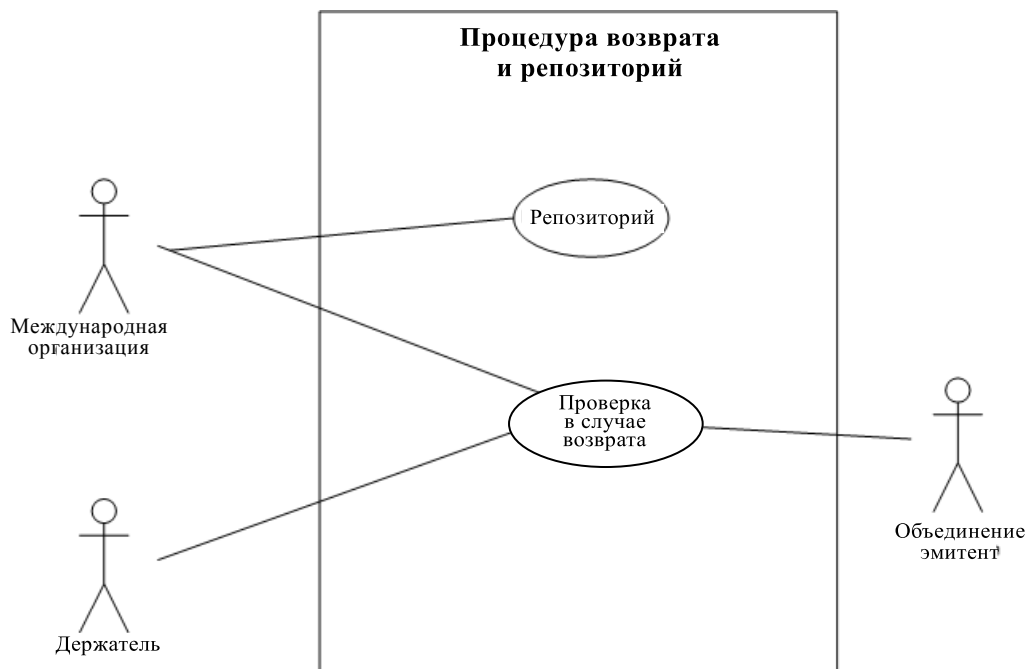 Процедура возврата
и репозиторий
Репозиторий
Международная
организация
Проверка
в случае
возврата
Объединение
эмитент
Держатель